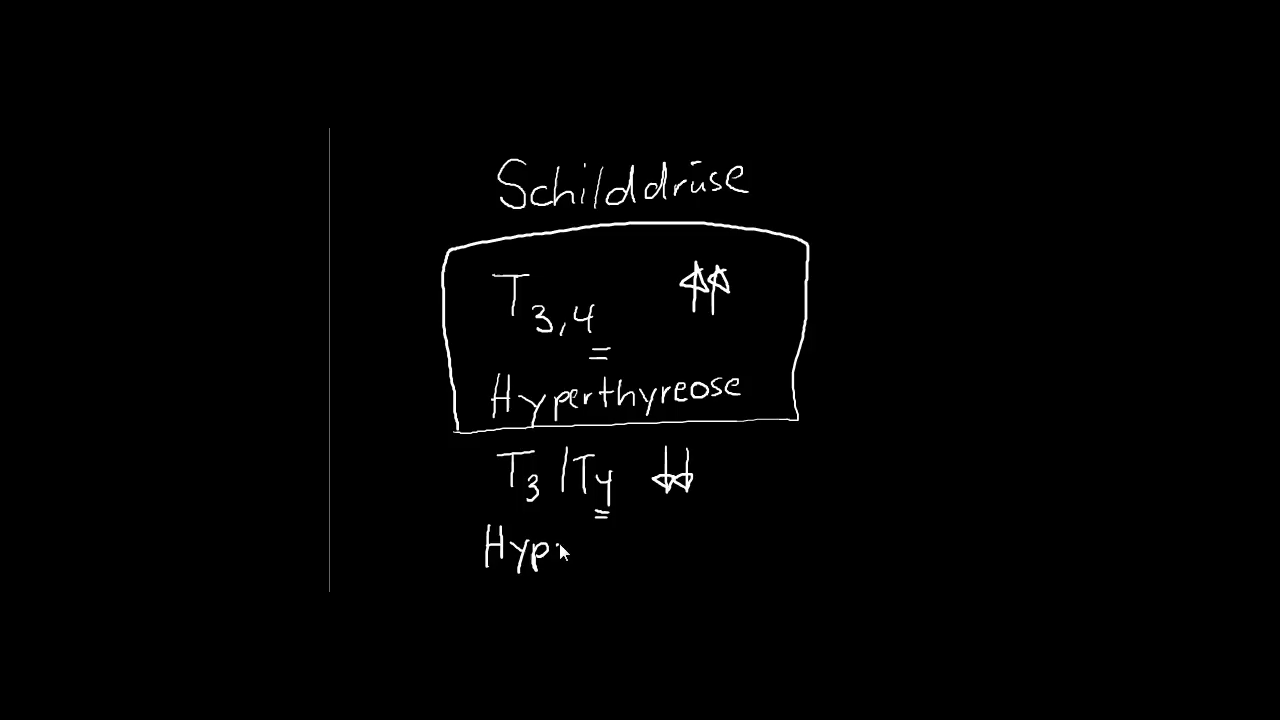 Schilddrüse
T3,4 ↑↑
Hyperthyreose
T3/T4 ↓↓
Hyp